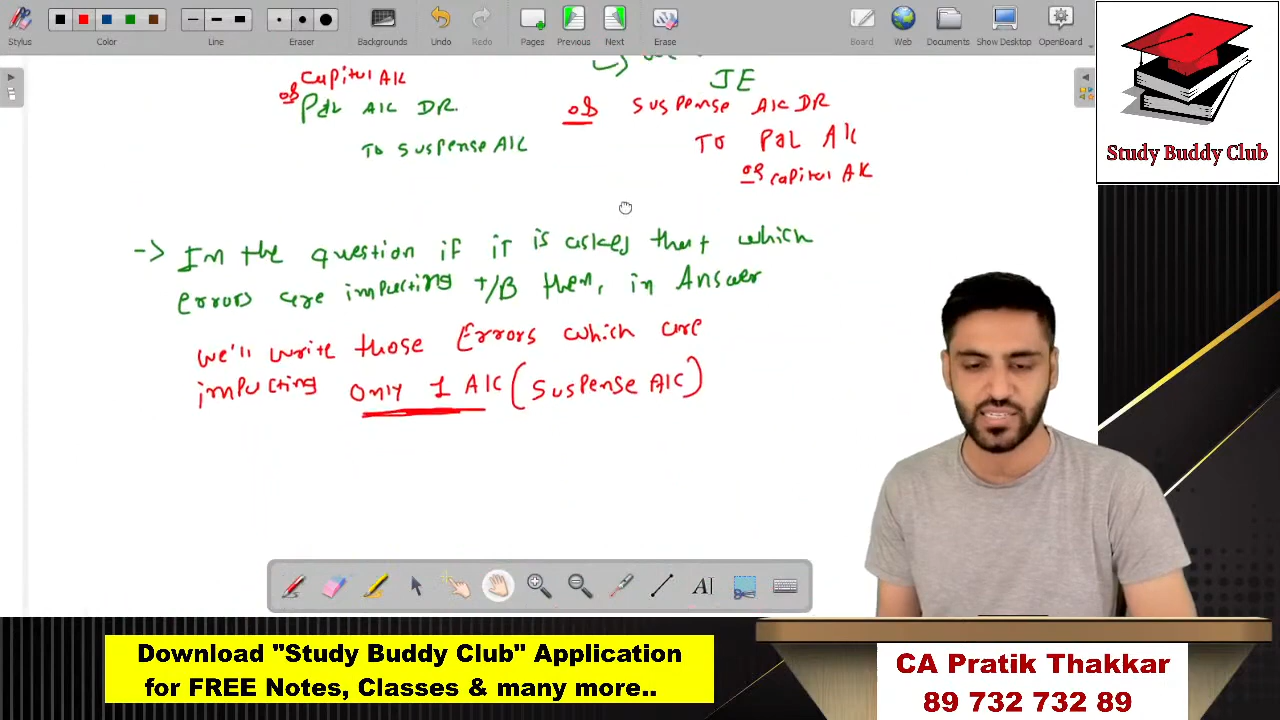 Stylus
Color
Line
Eraser
Backgrounds
Undo
Redo
Pages
Previous
Next
Erase
Board
Web
Documents
Show Desktop
OpenBoard
Study Buddy Club
Capital A/C
or
P&L A/C DR.
To Suspense A/C
JE
or Suspense A/C DR
To P&L A/C
or Capital A/C
-> In the question if it is asked that which
errors are impacting T/B then, in Answer
we'll write those Errors which are
impacting only 1 A/C (Suspense A/C)
Download "Study Buddy Club" Application
for FREE Notes, Classes & many more..
CA Pratik Thakkar
89 732 732 89